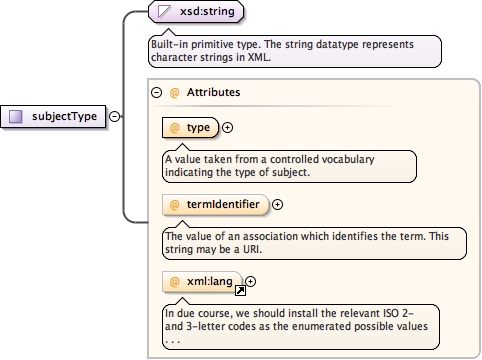 xsd:string
Built-in primitive type. The string datatype represents
character strings in XML.
subjectType
@ Attributes
@ type
A value taken from a controlled vocabulary
indicating the type of subject.
@ termIdentifier
The value of an association which identifies the term. This
string may be a URI.
@ xml:lang
In due course, we should install the relevant ISO 2-
and 3-letter codes as the enumerated possible values
. . .